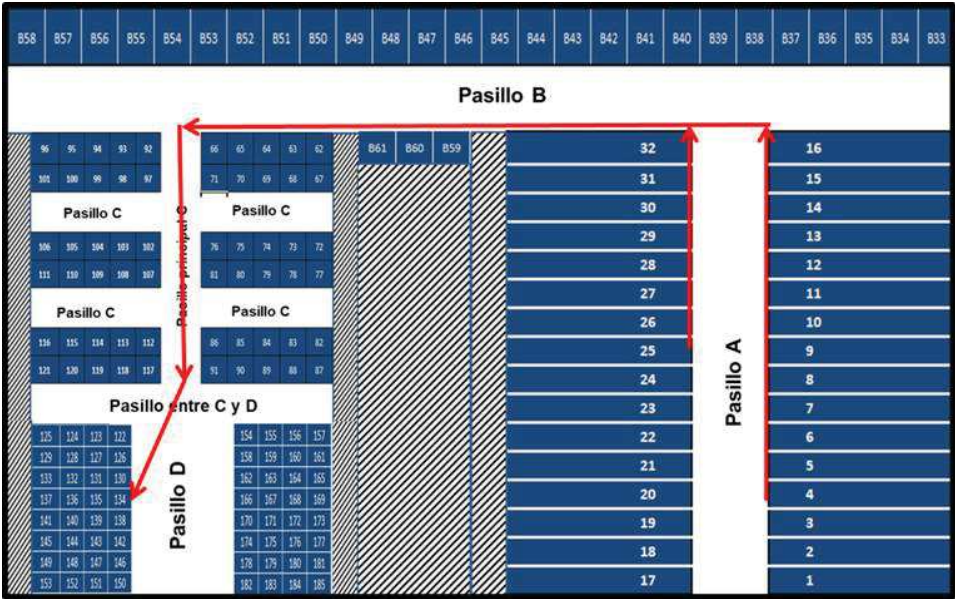 B58 B57 B56 B55 B54 B53 B52 B51 B50 B49 B48 B47 B46 B45 B44 B43 B42 B41 B40 B39 B38 B37 B36 B35 B34 B33
Pasillo B
96 95 94 93 92 66 65 64 63 62 B61 B60 B59 32 16
101 100 99 98 97 71 70 69 68 67 31 15
Pasillo C Pasillo C 30 14
Pasillo principal C
106 105 104 103 102 76 75 74 73 72 29 13
111 110 109 108 107 81 80 79 78 77 28 12
27 11
Pasillo C Pasillo C
26 10
116 115 114 113 112 86 85 84 83 82 25 9
121 120 119 118 117 91 90 89 88 87 24 8
Pasillo A
Pasillo entre C y D 23 7
125 124 123 122 154 155 156 157 22 6
129 128 127 126 158 159 160 161 21 5
133 132 131 130 162 163 164 165
137 136 135 134 166 167 168 169 20 4
Pasillo D
141 140 139 138 170 171 172 173 19 3
145 144 143 142 174 175 176 177 18 2
149 148 147 146 178 179 180 181
153 152 151 150 182 183 184 185 17 1